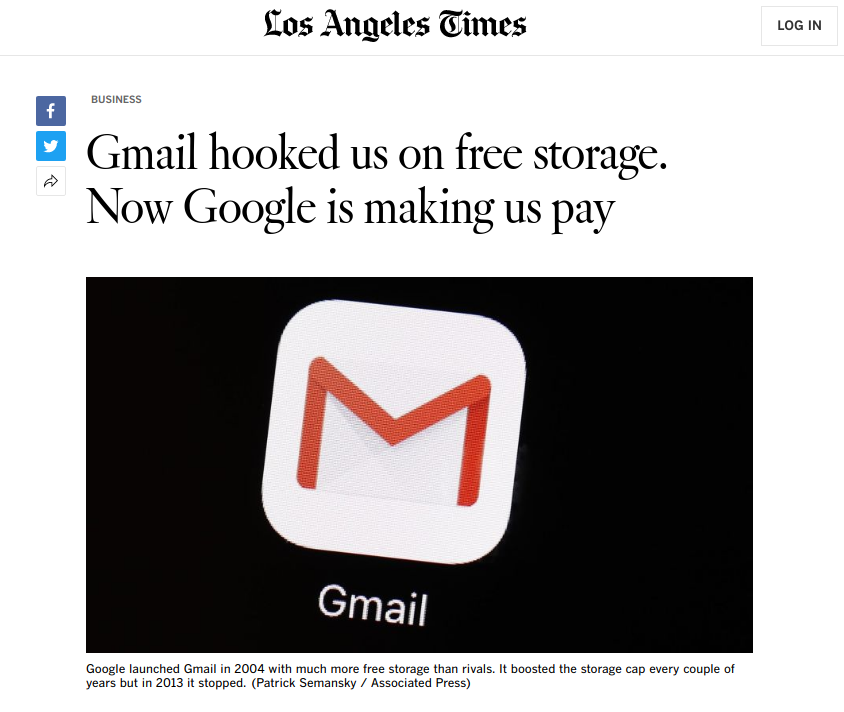 Los Angeles Times
LOG IN
BUSINESS
Gmail hooked us on free storage.
Now Google is making us pay
Gmail
Google launched Gmail in 2004 with much more free storage than rivals. It boosted the storage cap every couple of
years but in 2013 it stopped. (Patrick Semansky / Associated Press)